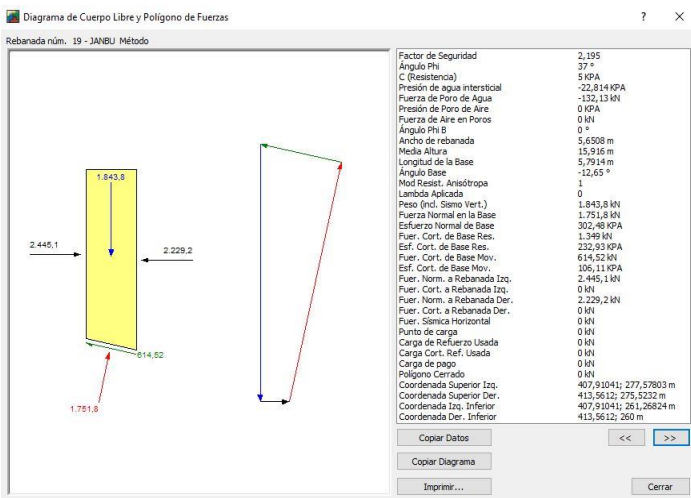 Diagrama de Cuerpo Libre y Polígono de Fuerzas
? ×
Rebanada núm. 19 - JANBU Método
1.843,8
2.445,1
2.229,2
614,52
1.751,8
Factor de Seguridad 2,195
Ángulo Phi 37 °
C (Resistencia) 5 KPA
Presión de agua intersticial -22,814 KPA
Fuerza de Poro de Agua -132,13 kN
Presión de Poro de Aire 0 KPA
Fuerza de Aire en Poros 0 kN
Ángulo Phi B 0 °
Ancho de rebanada 5,6508 m
Media Altura 15,916 m
Longitud de la Base 5,7914 m
Ángulo Base -12,65 °
Mod Resist. Anisótropa 1
Lambda Aplicada 0
Peso (incl. Sismo Vert.) 1.843,8 kN
Fuerza Normal en la Base 1.751,8 kN
Esfuerzo Normal de Base 302,48 KPA
Fuer. Cort. de Base Res. 1.349 kN
Esf. Cort. de Base Res. 232,93 KPA
Fuer. Cort. de Base Mov. 614,52 kN
Esf. Cort. de Base Mov. 106,11 KPA
Fuer. Norm. a Rebanada Izq. 2.445,1 kN
Fuer. Cort. a Rebanada Izq. 0 kN
Fuer. Norm. a Rebanada Der. 2.229,2 kN
Fuer. Cort. a Rebanada Der. 0 kN
Fuer. Sísmica Horizontal 0 kN
Punto de carga 0 kN
Carga de Refuerzo Usada 0 kN
Carga Cort. Ref. Usada 0 kN
Carga de pago 0 kN
Polígono Cerrado 0 kN
Coordenada Superior Izq. 407,91041; 277,57803 m
Coordenada Superior Der. 413,5612; 275,5232 m
Coordenada Izq. Inferior 407,91041; 261,26824 m
Coordenada Der. Inferior 413,5612; 260 m
Copiar Datos << >>
Copiar Diagrama
Imprimir... Cerrar